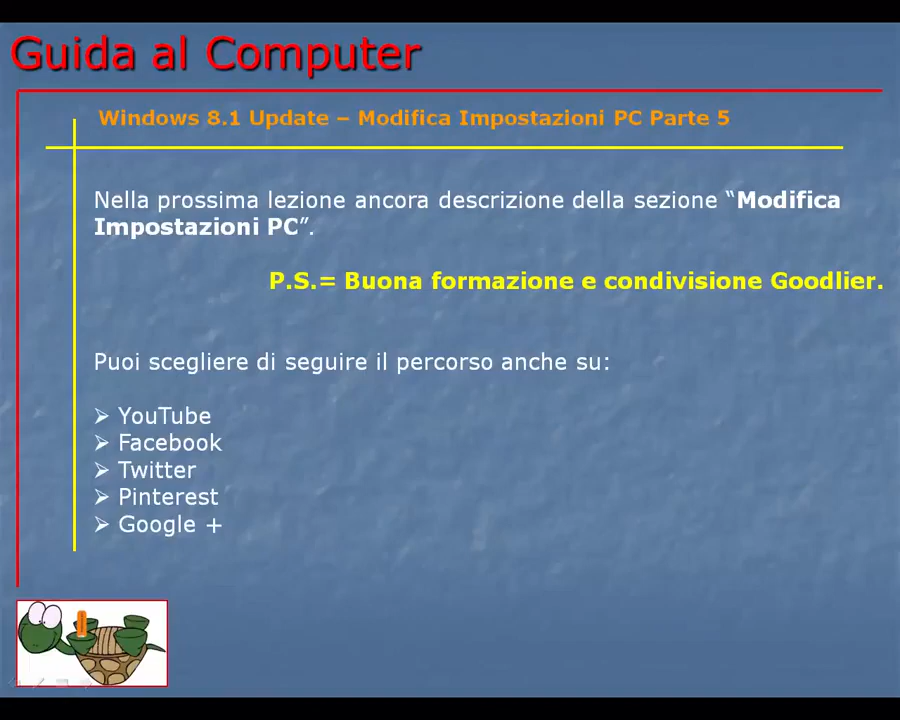 Guida al Computer
Windows 8.1 Update – Modifica Impostazioni PC Parte 5
Nella prossima lezione ancora descrizione della sezione “Modifica
Impostazioni PC”.
P.S.= Buona formazione e condivisione Goodlier.
Puoi scegliere di seguire il percorso anche su:
➢ YouTube
➢ Facebook
➢ Twitter
➢ Pinterest
➢ Google +